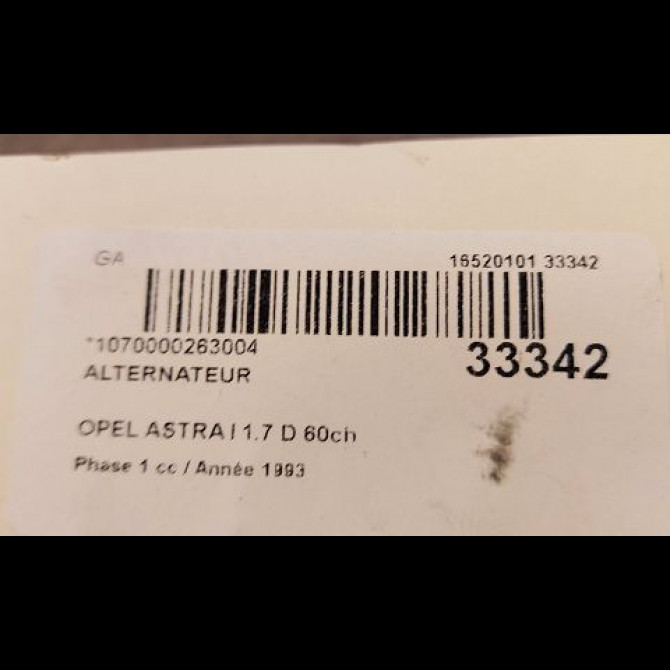 GA 16520101 33342
*1070000263004 33342
ALTERNATEUR
OPEL ASTRA I 1.7 D 60ch
Phase 1 cc / Année 1993